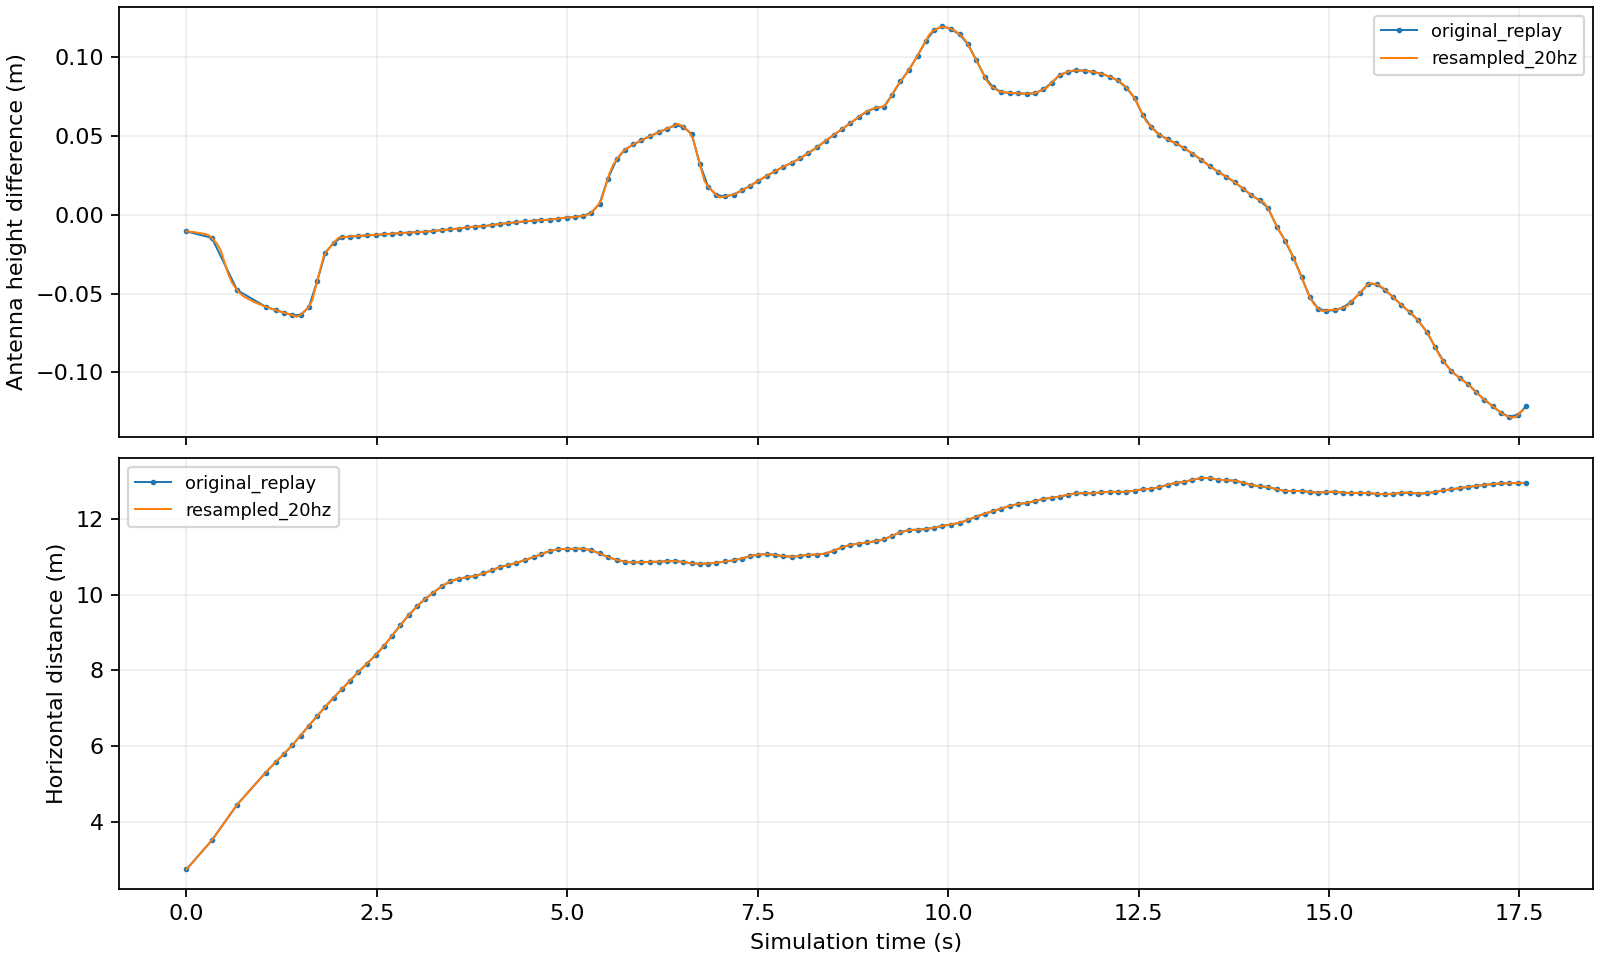 Antenna height difference (m)
0.10
0.05
0.00
−0.05
−0.10
original_replay
resampled_20hz
Horizontal distance (m)
12
10
8
6
4
original_replay
resampled_20hz
0.0 2.5 5.0 7.5 10.0 12.5 15.0 17.5
Simulation time (s)